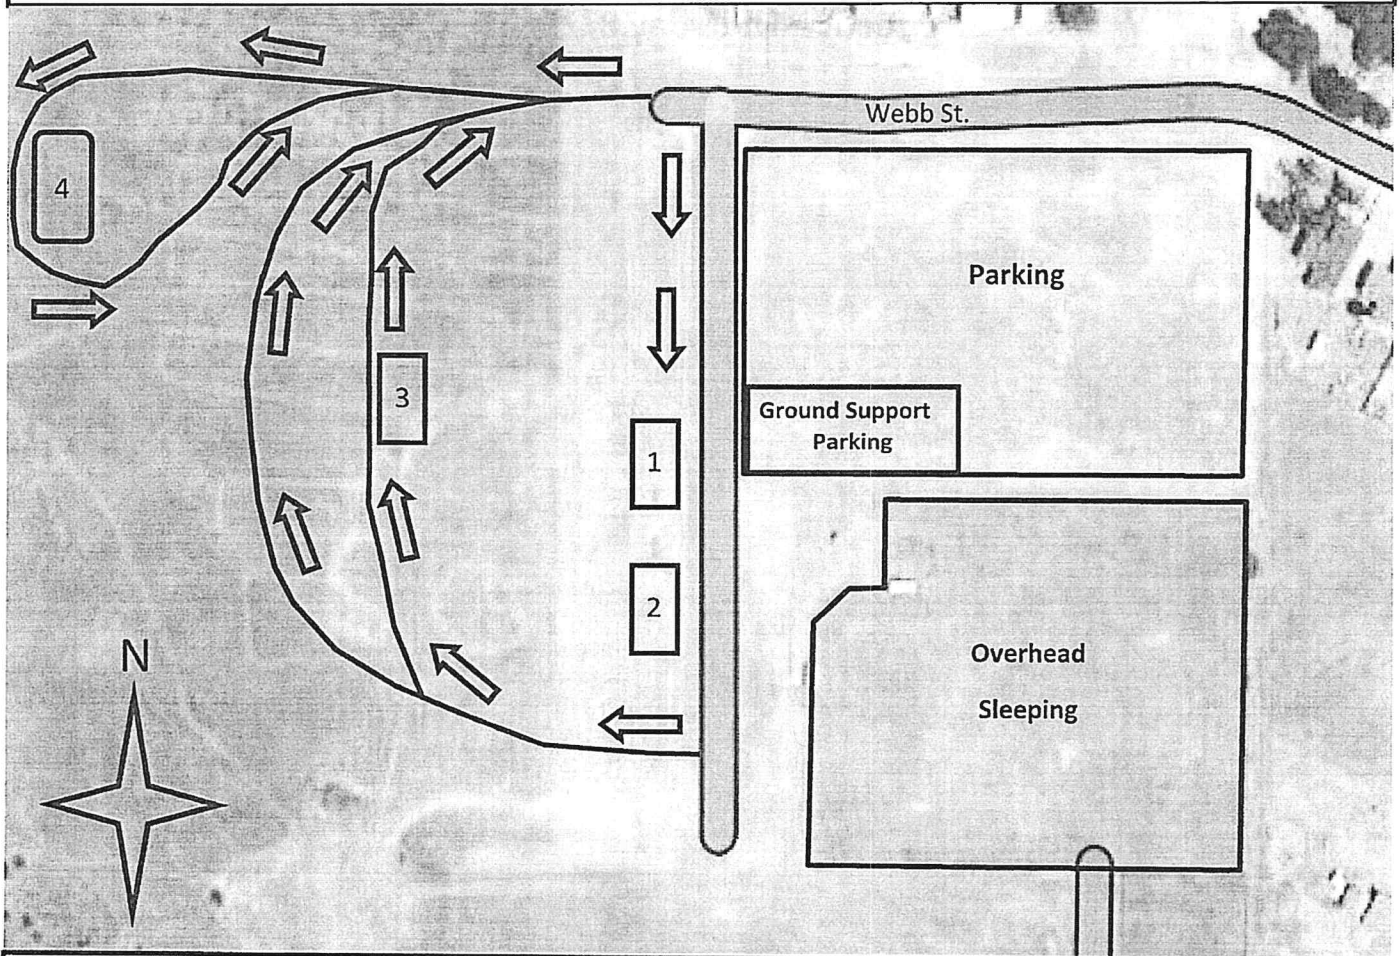 Webb St.
4
Parking
3
Ground Support
Parking
1
2
N
Overhead
Sleeping